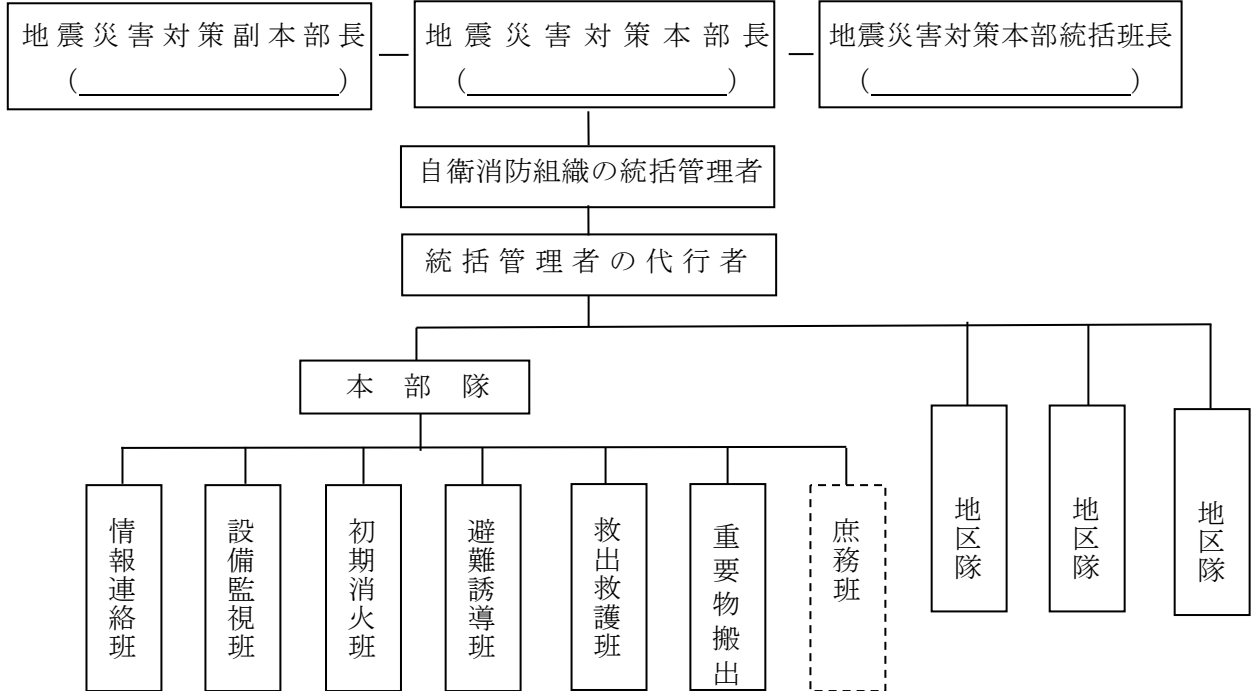 地震災害対策副本部長
(                    )
地震災害対策本部長
(                    )
地震災害対策本部統括班長
(                    )
自衛消防組織の統括管理者
統括管理者の代行者
本部隊
情報連絡班
設備監視班
初期消火班
避難誘導班
救出救護班
重要物搬出
庶務班
地区隊
地区隊
地区隊